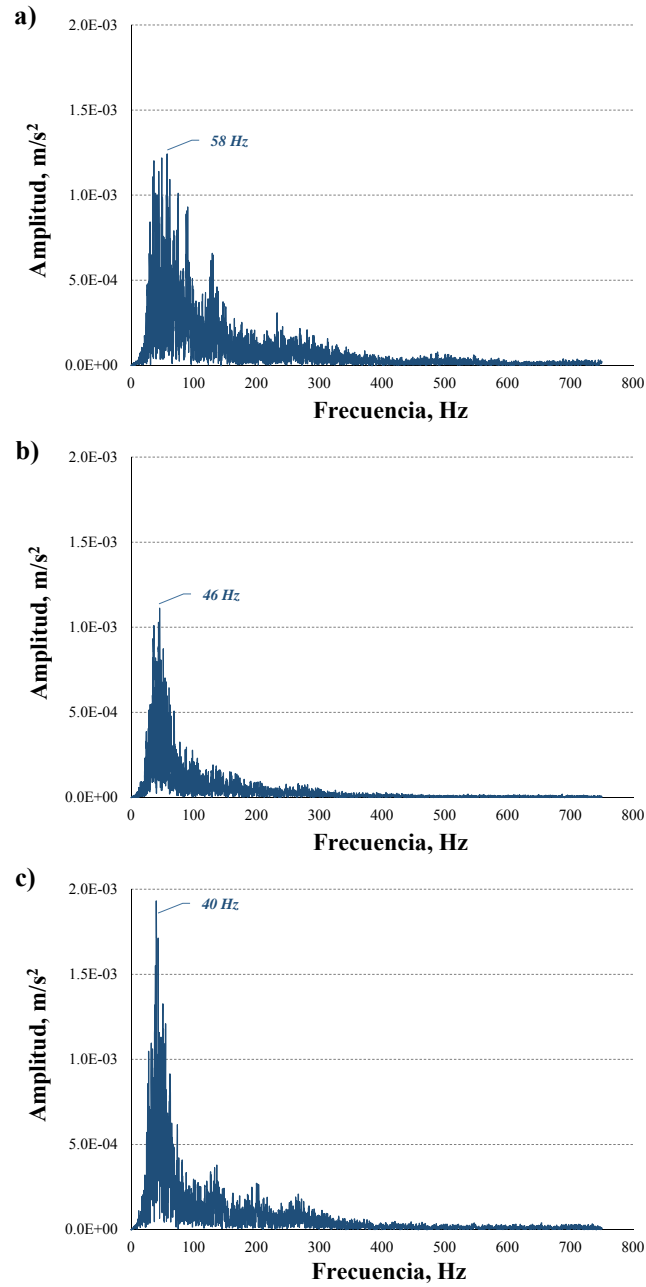 a)
2.0E-03
1.5E-03
1.0E-03
5.0E-04
0.0E+00
Amplitud, m/s²
58 Hz
0 100 200 300 400 500 600 700 800
Frecuencia, Hz
b)
2.0E-03
1.5E-03
1.0E-03
5.0E-04
0.0E+00
Amplitud, m/s²
46 Hz
0 100 200 300 400 500 600 700 800
Frecuencia, Hz
c)
2.0E-03
1.5E-03
1.0E-03
5.0E-04
0.0E+00
Amplitud, m/s²
40 Hz
0 100 200 300 400 500 600 700 800
Frecuencia, Hz